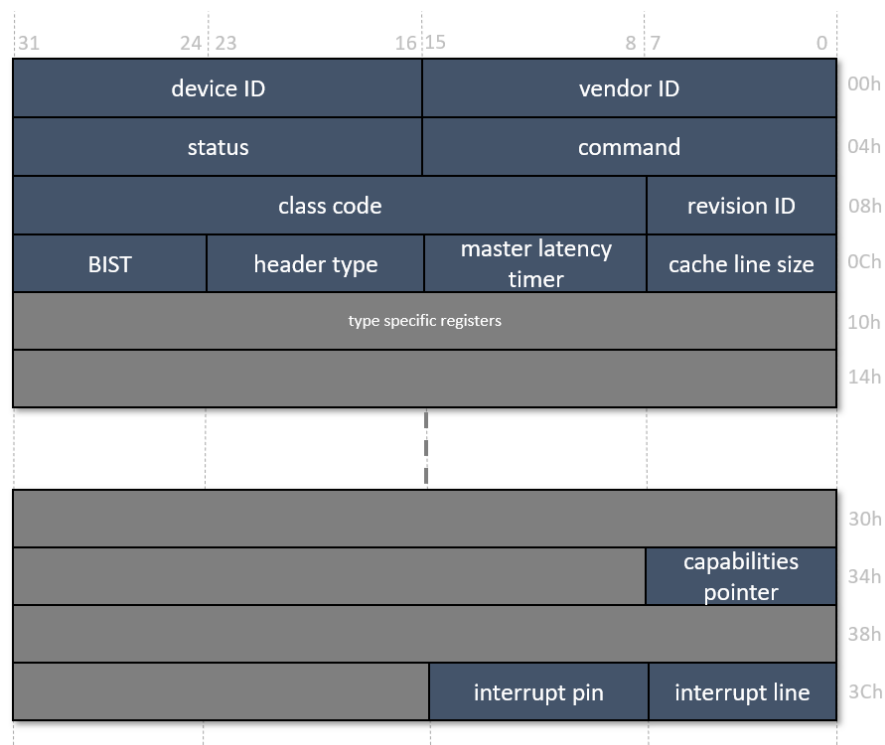 31 24 23 16 15 8 7 0
device ID vendor ID 00h
status command 04h
class code revision ID 08h
BIST header type master latency timer cache line size 0Ch
type specific registers 10h
14h
30h
capabilities pointer 34h
38h
interrupt pin interrupt line 3Ch